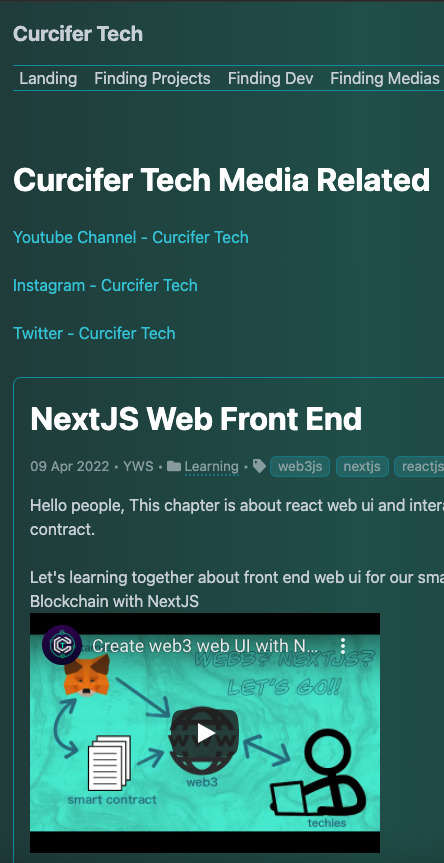 Curcifer Tech
Landing Finding Projects Finding Dev Finding Medias
Curcifer Tech Media Related
Youtube Channel - Curcifer Tech
Instagram - Curcifer Tech
Twitter - Curcifer Tech
NextJS Web Front End
09 Apr 2022 • YWS • Learning • web3js nextjs reactjs
Hello people, This chapter is about react web ui and inter
contract.
Let's learning together about front end web ui for our sma
Blockchain with NextJS
Create web3 web UI with N...
WEB3? NEXTJS?
LET'S GO!!
www
web3
smart contract
techies